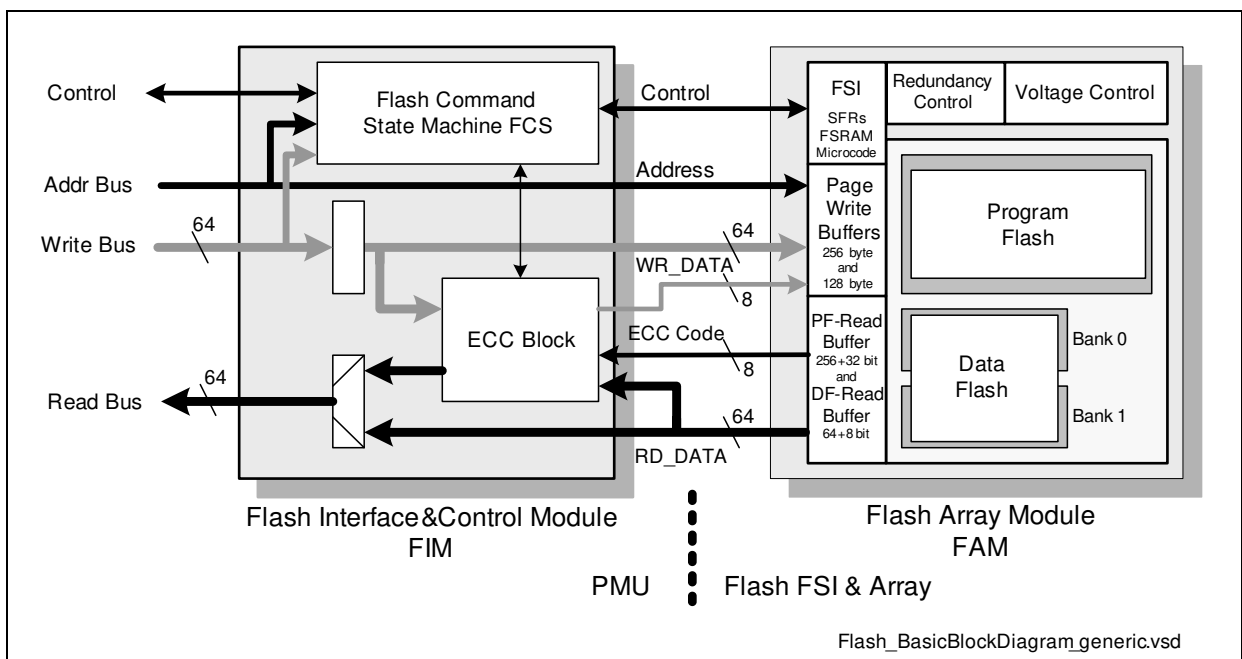 Control
Addr Bus
64
Write Bus
64
Read Bus
Flash Command
State Machine FCS
ECC Block
Control
Address
64
WR_DATA
8
ECC Code
8
64
RD_DATA
FSI
SFRs
FSRAM
Microcode
Redundancy
Control
Voltage Control
Page
Write
Buffers
256 byte
and
128 byte
PF-Read
Buffer
256+32 bit
and
DF-Read
Buffer
64+8 bit
Program
Flash
Data
Flash
Bank 0
Bank 1
Flash Interface&Control Module
FIM
Flash Array Module
FAM
PMU
Flash FSI & Array
Flash_BasicBlockDiagram_generic.vsd